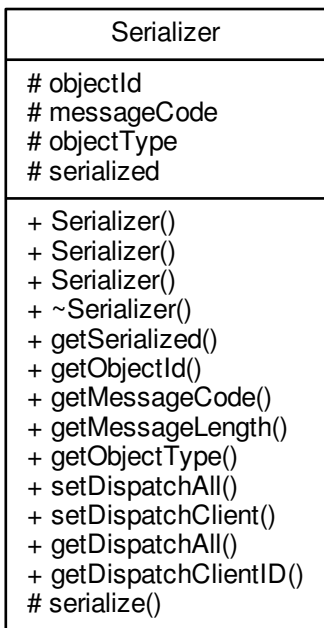 Serializer
# objectId
# messageCode
# objectType
# serialized
+ Serializer()
+ Serializer()
+ Serializer()
+ ~Serializer()
+ getSerialized()
+ getObjectId()
+ getMessageCode()
+ getMessageLength()
+ getObjectType()
+ setDispatchAll()
+ setDispatchClient()
+ getDispatchAll()
+ getDispatchClientID()
# serialize()